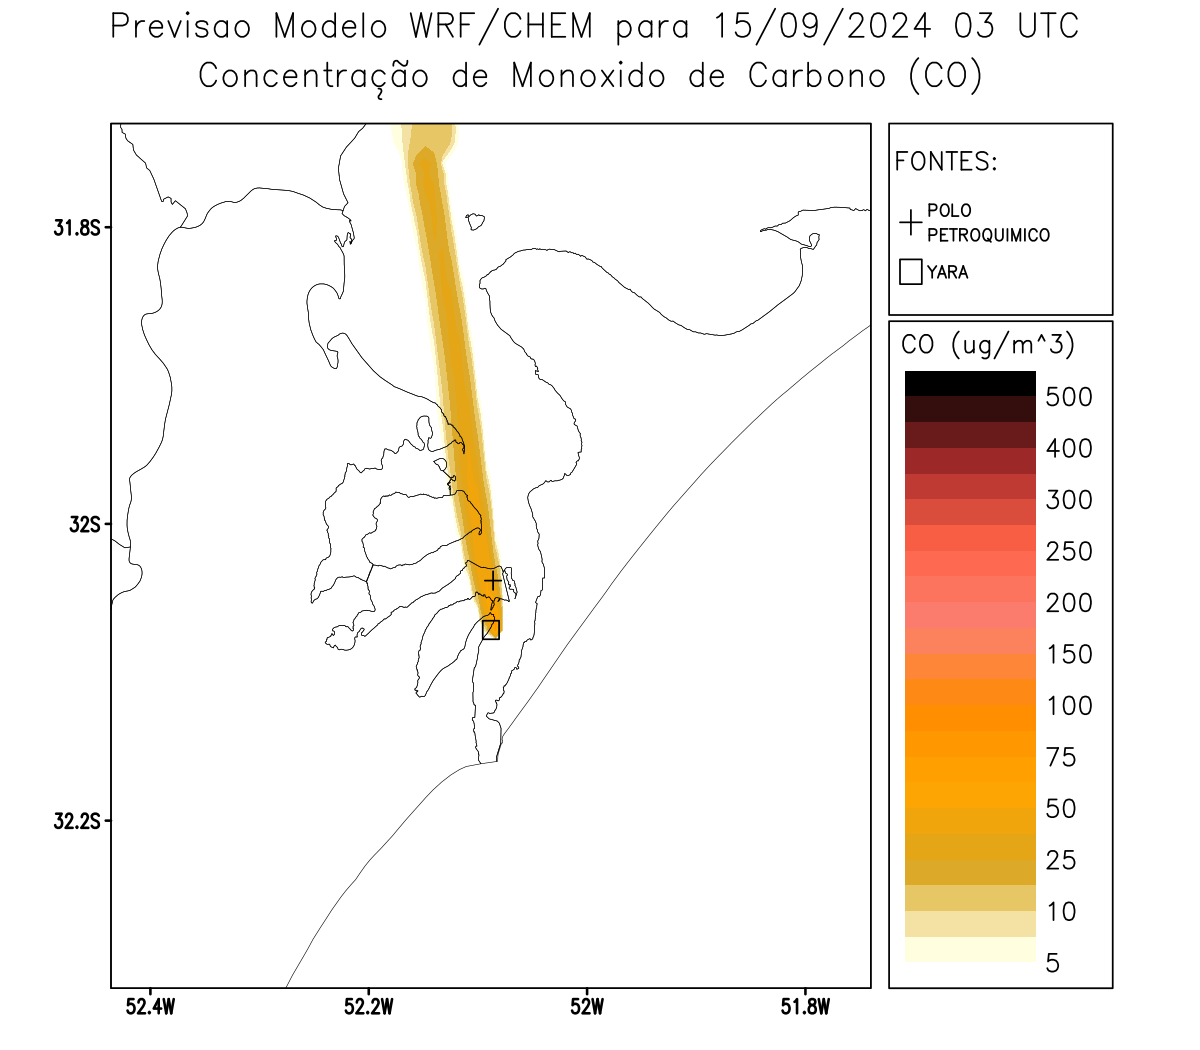 Previsao Modelo WRF/CHEM para 15/09/2024 03 UTC
Concentração de Monoxido de Carbono (CO)
FONTES:
POLO
PETROQUIMICO
YARA
CO (ug/m^3)
500
400
300
250
200
150
100
75
50
25
10
5
31.8S
32S
32.2S
52.4W
52.2W
52W
51.8W